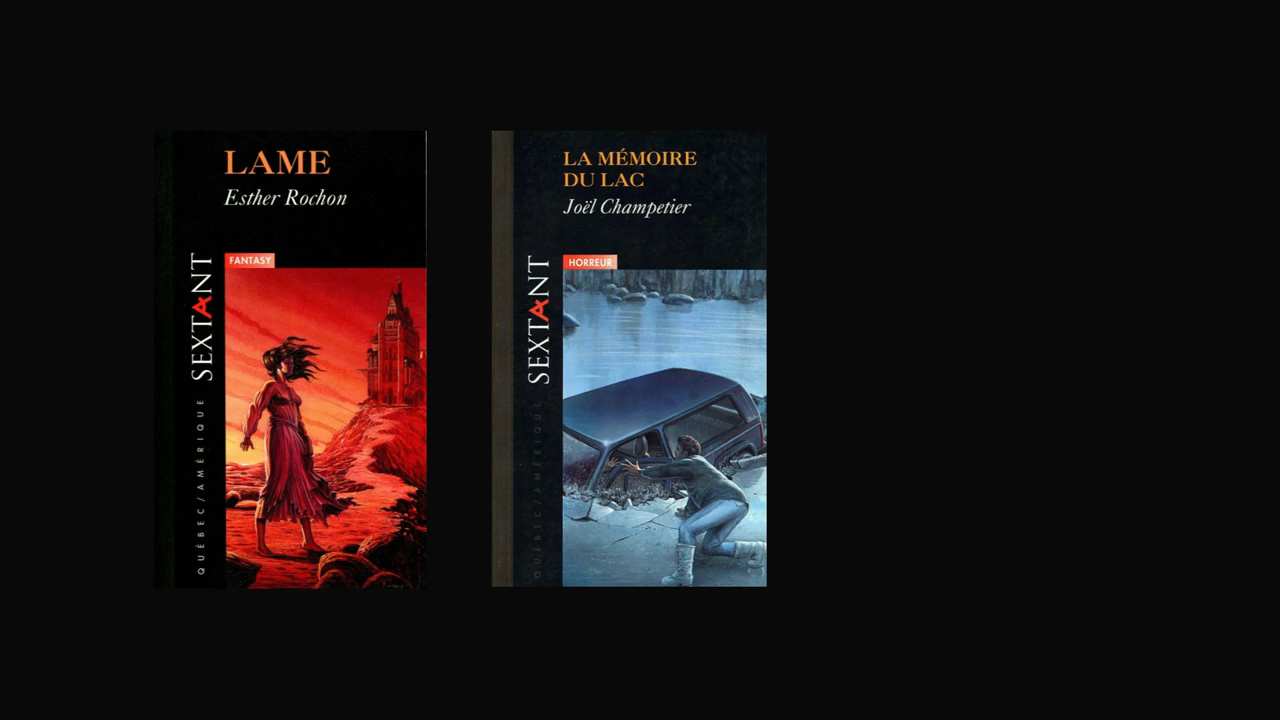 LAME
Esther Rochon
FANTASY
SEXTANT
QUÉBEC/AMÉRIQUE
LA MÉMOIRE
DU LAC
Joël Champetier
HORREUR
SEXTANT
QUÉBEC/AMÉRIQUE